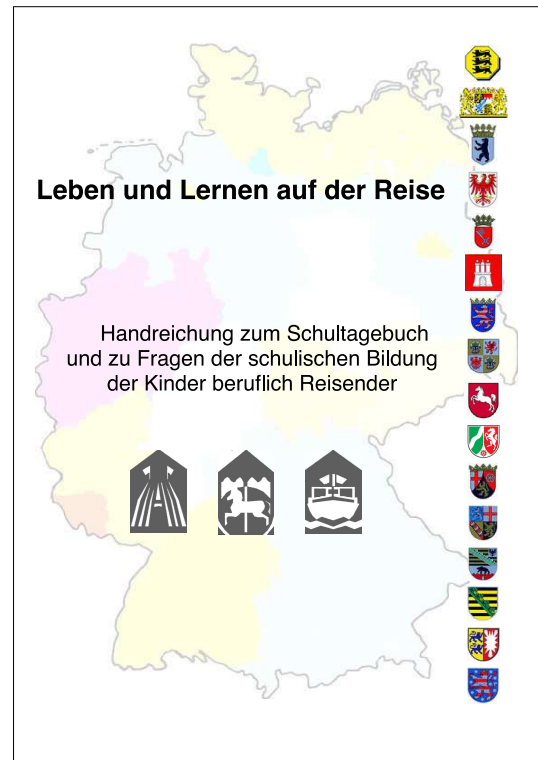 Leben und Lernen auf der Reise
Handreichung zum Schultagebuch
und zu Fragen der schulischen Bildung
der Kinder beruflich Reisender